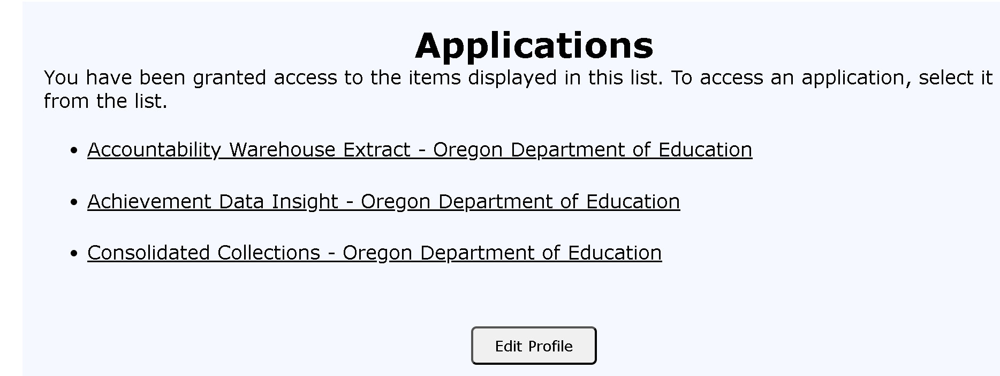 Applications
You have been granted access to the items displayed in this list. To access an application, select it
from the list.
Accountability Warehouse Extract - Oregon Department of Education
Achievement Data Insight - Oregon Department of Education
Consolidated Collections - Oregon Department of Education
Edit Profile